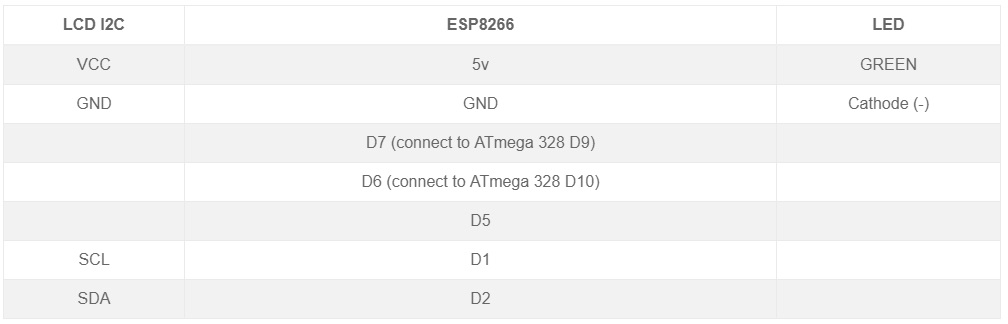 LCD I2C ESP8266 LED
VCC 5v GREEN
GND GND Cathode (-)
D7 (connect to ATmega 328 D9)
D6 (connect to ATmega 328 D10)
D5
SCL D1
SDA D2